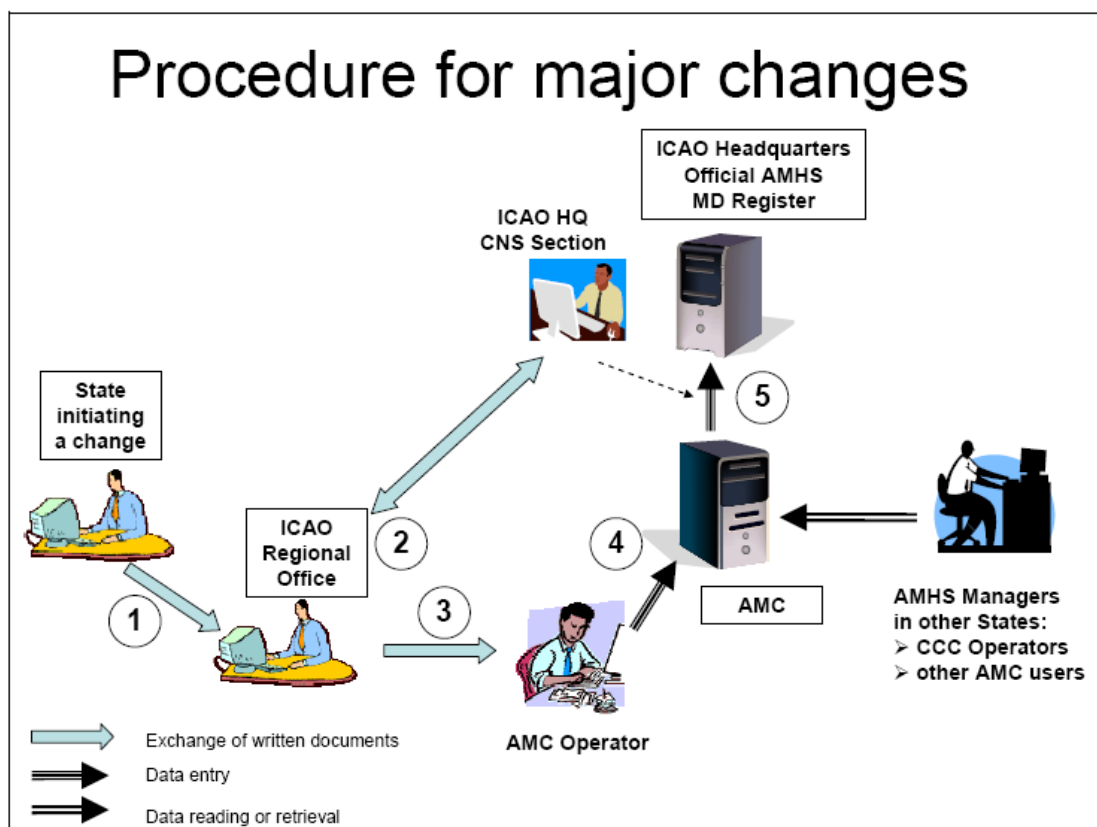 Procedure for major changes
ICAO Headquarters
Official AMHS
MD Register
ICAO HQ
CNS Section
5
State
initiating
a change
ICAO
Regional
Office
2
4
1
3
AMC
AMHS Managers
in other States:
➢ CCC Operators
➢ other AMC users
AMC Operator
Exchange of written documents
Data entry
Data reading or retrieval